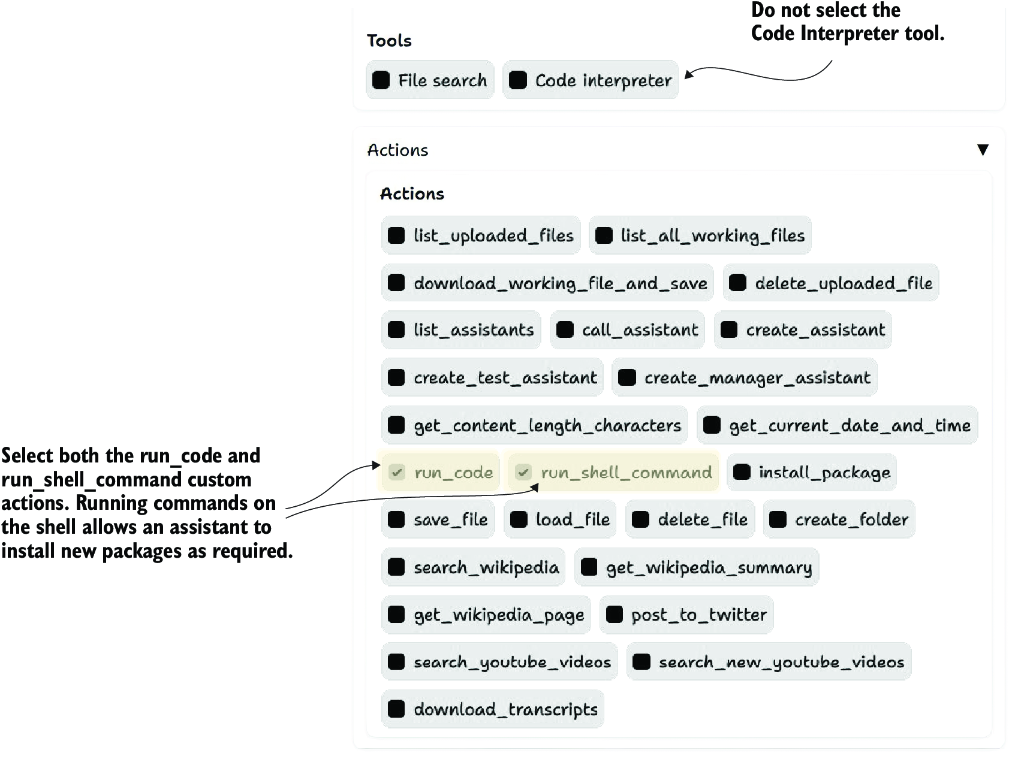 Do not select the
Code Interpreter tool.
Tools
File search Code interpreter
Actions
Actions
list_uploaded_files list_all_working_files
download_working_file_and_save delete_uploaded_file
list_assistants call_assistant create_assistant
create_test_assistant create_manager_assistant
get_content_length_characters get_current_date_and_time
Select both the run_code and
run_shell_command custom
actions. Running commands on
the shell allows an assistant to
install new packages as required.
run_code run_shell_command install_package
save_file load_file delete_file create_folder
search_wikipedia get_wikipedia_summary
get_wikipedia_page post_to_twitter
search_youtube_videos search_new_youtube_videos
download_transcripts